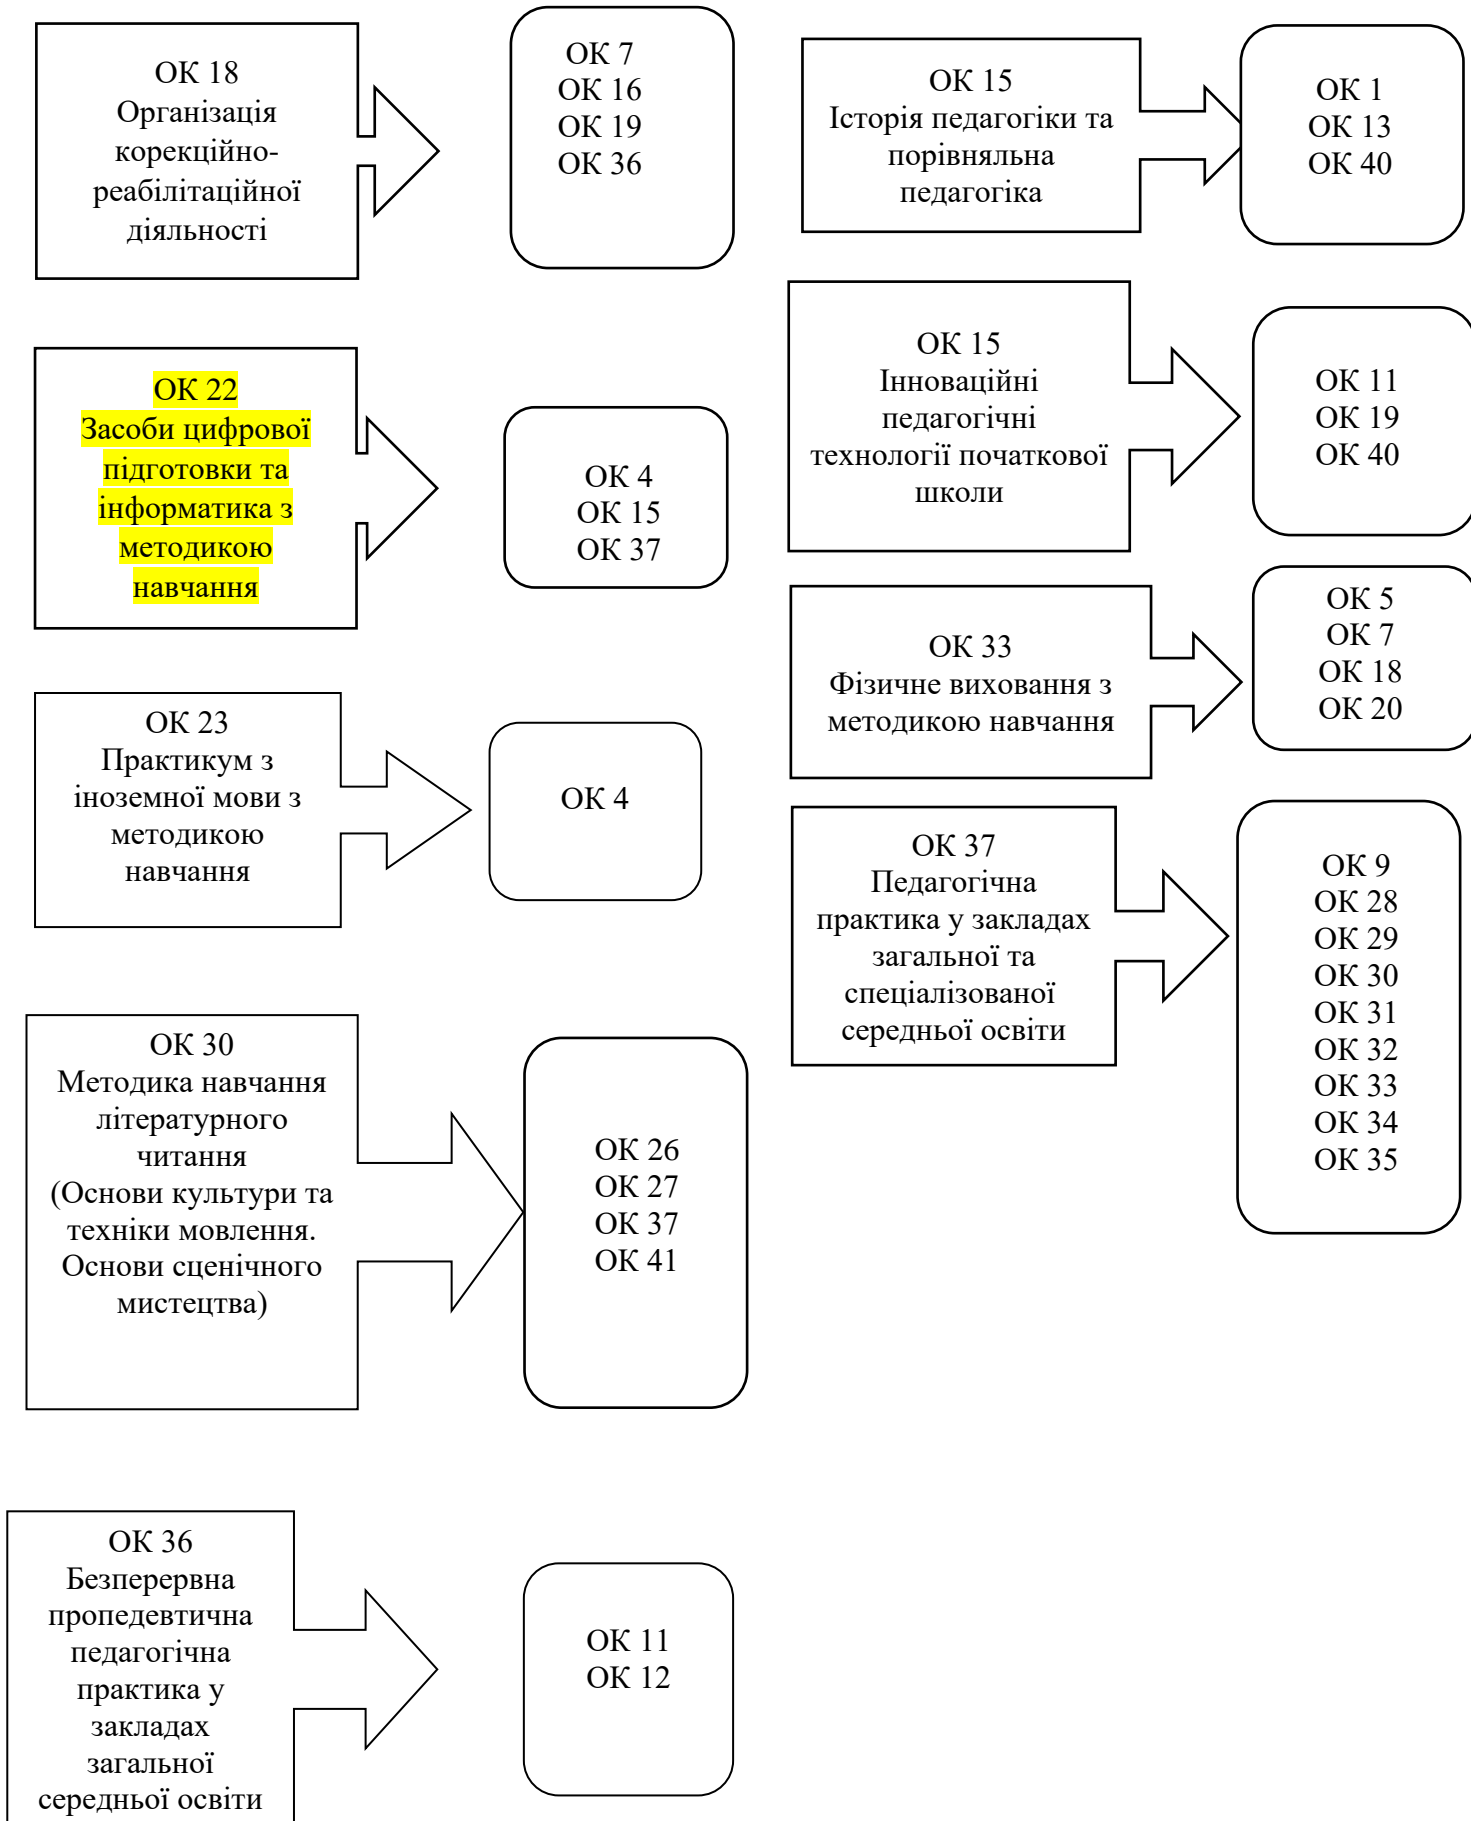 ОК 18
Організація
корекційно-
реабілітаційної
діяльності
ОК 7
ОК 16
ОК 19
ОК 36
ОК 22
Засоби цифрової
підготовки та
інформатика з
методикою
навчання
ОК 4
ОК 15
ОК 37
ОК 23
Практикум з
іноземної мови з
методикою
навчання
ОК 4
ОК 30
Методика навчання
літературного
читання
(Основи культури та
техніки мовлення.
Основи сценічного
мистецтва)
ОК 26
ОК 27
ОК 37
ОК 41
ОК 36
Безперервна
пропедевтична
педагогічна
практика у
закладах
загальної
середньої освіти
ОК 11
ОК 12
ОК 15
Історія педагогіки та
порівняльна
педагогіка
ОК 1
ОК 13
ОК 40
ОК 15
Інноваційні
педагогічні
технології початкової
школи
ОК 11
ОК 19
ОК 40
ОК 33
Фізичне виховання з
методикою навчання
ОК 5
ОК 7
ОК 18
ОК 20
ОК 37
Педагогічна
практика у закладах
загальної та
спеціалізованої
середньої освіти
ОК 9
ОК 28
ОК 29
ОК 30
ОК 31
ОК 32
ОК 33
ОК 34
ОК 35